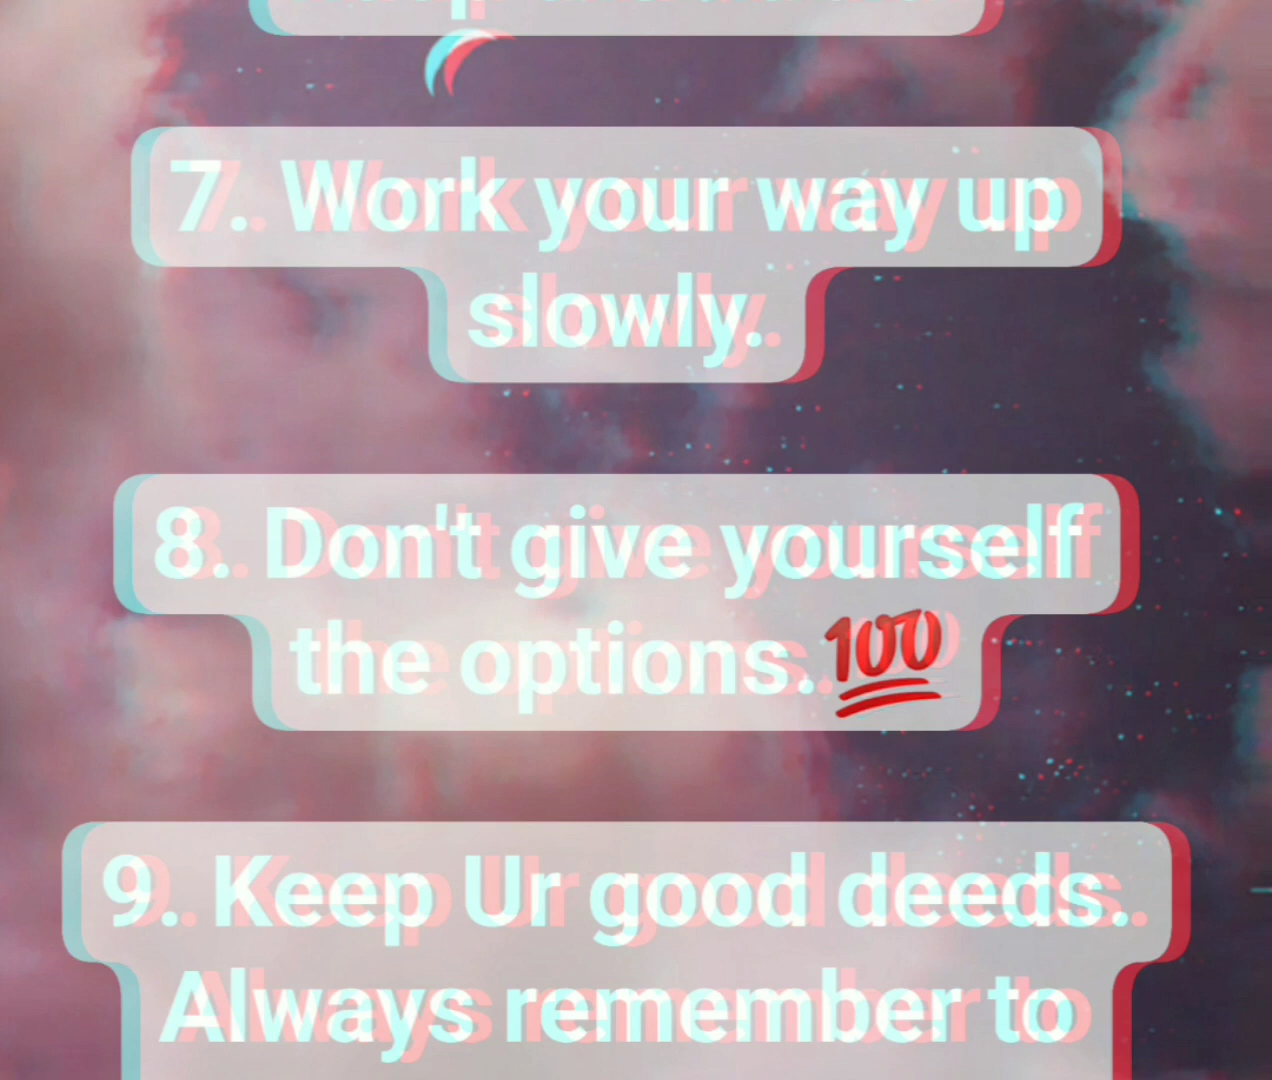 7. Work your way up
slowly.
8. Don't give yourself
the options.💯
9. Keep Ur good deeds.
Always remember to